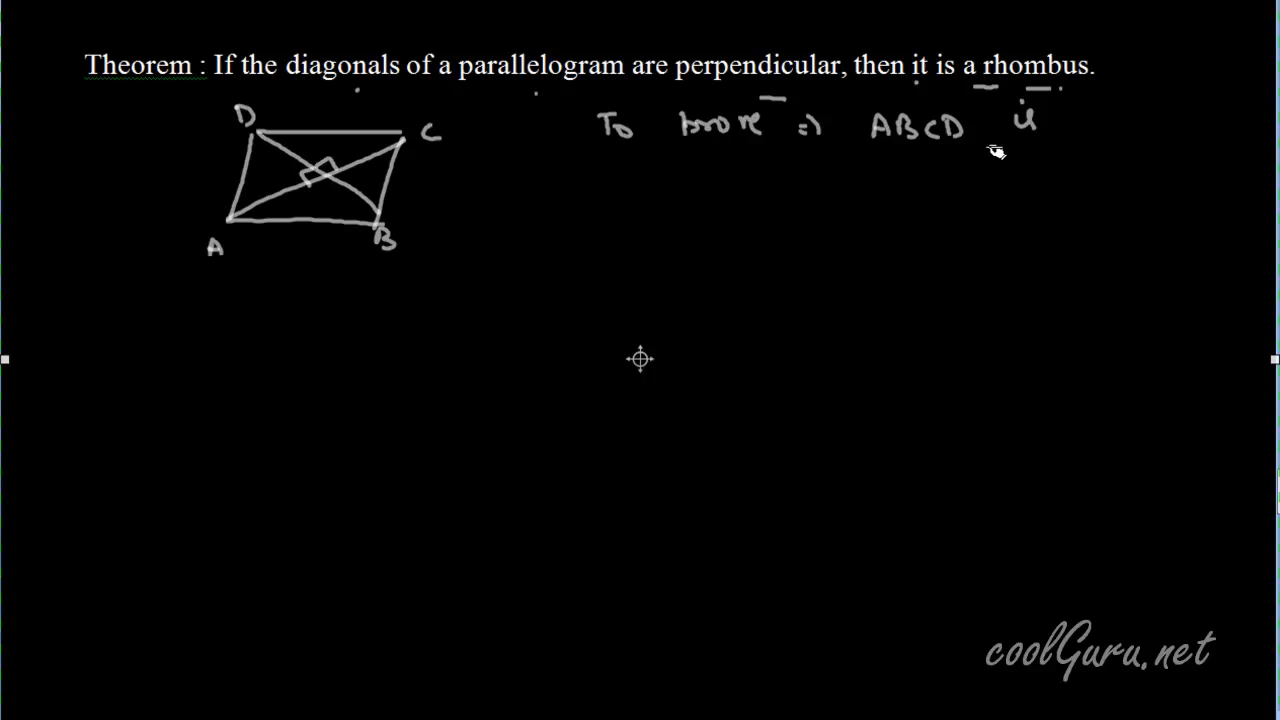 Theorem : If the diagonals of a parallelogram are perpendicular, then it is a rhombus.
D
C
To prove ⇒ ABCD is
A
B
coolGuru.net